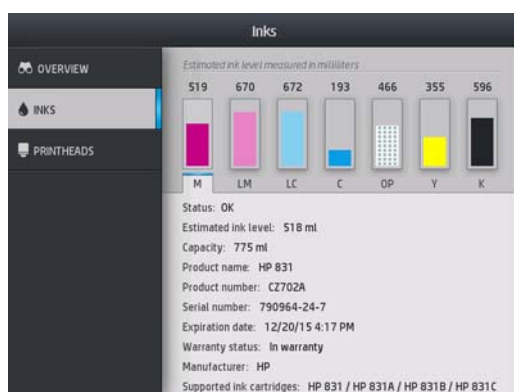 Inks
OVERVIEW
INKS
PRINTHEADS
Estimated ink level measured in milliliters
519 670 672 193 466 355 596
M LM LC C OP Y K
Status: OK
Estimated ink level: 518 ml
Capacity: 775 ml
Product name: HP 831
Product number: CZ702A
Serial number: 790964-24-7
Expiration date: 12/20/15 4:17 PM
Warranty status: In warranty
Manufacturer: HP
Supported ink cartridges: HP 831 / HP 831A / HP 831B / HP 831C